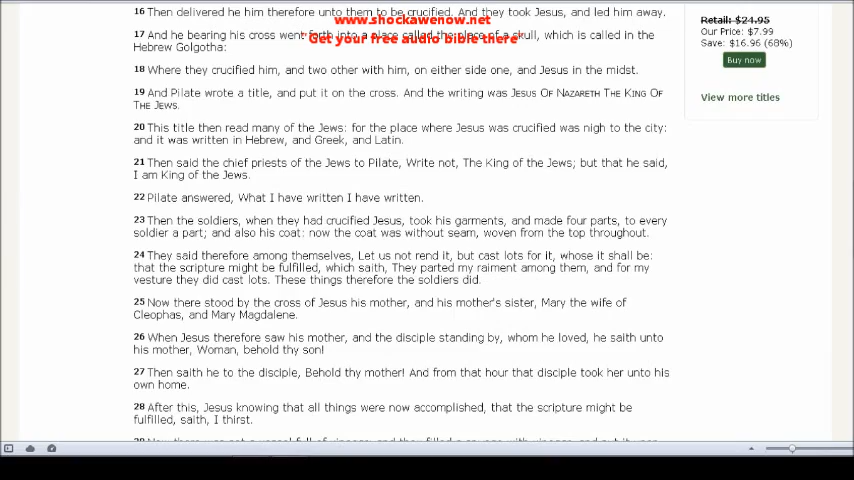 16 Then delivered he him therefore unto them to be crucified. And they took Jesus, and led him away.
www.shockawenow.net
"Get your free audio bible there"
17 And he bearing his cross went forth into a place called the place of a skull, which is called in the
Hebrew Golgotha:
18 Where they crucified him, and two other with him, on either side one, and Jesus in the midst.
19 And Pilate wrote a title, and put it on the cross. And the writing was JESUS OF NAZARETH THE KING OF
THE JEWS.
20 This title then read many of the Jews: for the place where Jesus was crucified was nigh to the city:
and it was written in Hebrew, and Greek, and Latin.
21 Then said the chief priests of the Jews to Pilate, Write not, The King of the Jews; but that he said,
I am King of the Jews.
22 Pilate answered, What I have written I have written.
23 Then the soldiers, when they had crucified Jesus, took his garments, and made four parts, to every
soldier a part; and also his coat: now the coat was without seam, woven from the top throughout.
24 They said therefore among themselves, Let us not rend it, but cast lots for it, whose it shall be:
that the scripture might be fulfilled, which saith, They parted my raiment among them, and for my
vesture they did cast lots. These things therefore the soldiers did.
25 Now there stood by the cross of Jesus his mother, and his mother's sister, Mary the wife of
Cleophas, and Mary Magdalene.
26 When Jesus therefore saw his mother, and the disciple standing by, whom he loved, he saith unto
his mother, Woman, behold thy son!
27 Then saith he to the disciple, Behold thy mother! And from that hour that disciple took her unto his
own home.
28 After this, Jesus knowing that all things were now accomplished, that the scripture might be
fulfilled, saith, I thirst.
Retail: $24.95
Our Price: $7.99
Save: $16.96 (68%)
Buy now
View more titles